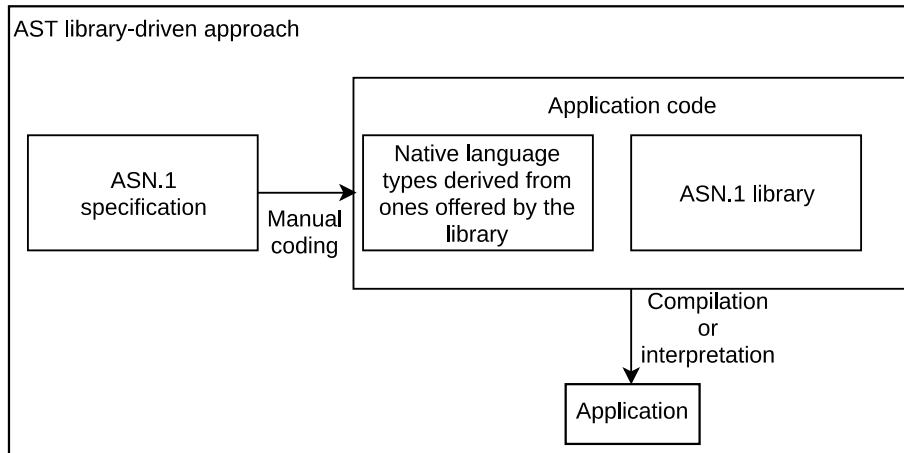 AST library-driven approach
Application code
ASN.1
specification
Manual
coding
Native language
types derived from
ones offered by the
library
ASN.1 library
Compilation
or
interpretation
Application